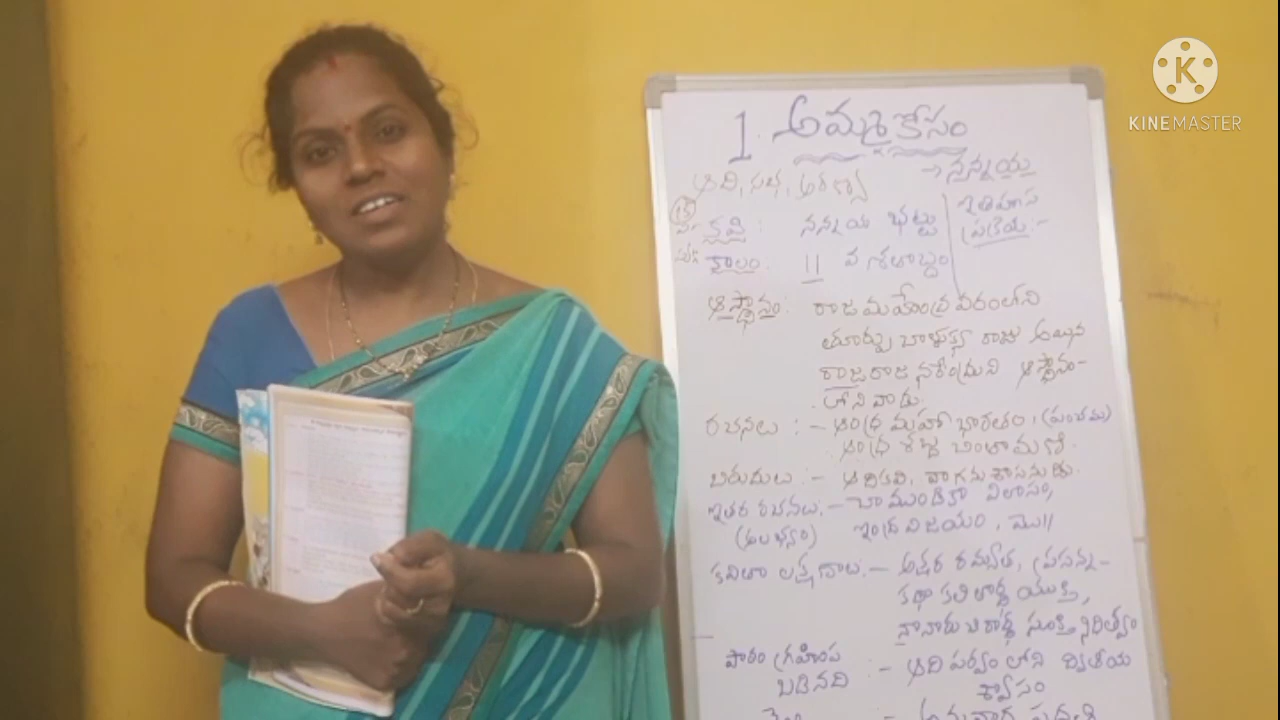 KINEMASTER
1. అమ్మ కోసం
→ నన్నయ్య
ఆది, సభ, అరణ్య
ఇతిహాస
ప్రక్రియ :-
కవి : నన్నయ భట్టు
కాలం. 11 వ శతాబ్దం
ఆస్థానం: రాజమహేంద్రవరంలోని
తూర్పు చాళుక్య రాజు అయిన
రాజరాజ నరేంద్రుని ఆస్థానం-
లోని వాడు.
రచనలు : - ఆంధ్ర మహా భారతం, (పంచమ)
ఆంధ్ర శబ్ద చింతామణి.
బిరుదులు :- ఆదికవి, వాగనుశాసనుడు.
ఇతర రచనలు.- చాముండికా విలాసం,
(అలభ్యం) ఇంద్ర విజయం, మొ॥
కవితా లక్షణాలు.- అక్షర రమ్యత, ప్రసన్న-
కథా కలితార్థ యుక్తి,
నానారుచిరార్థ సూక్తి నిధిత్వం
పాఠం గ్రహింప
బడినది :- ఆది పర్వం లోని ద్వితీయ
శ్వాసం